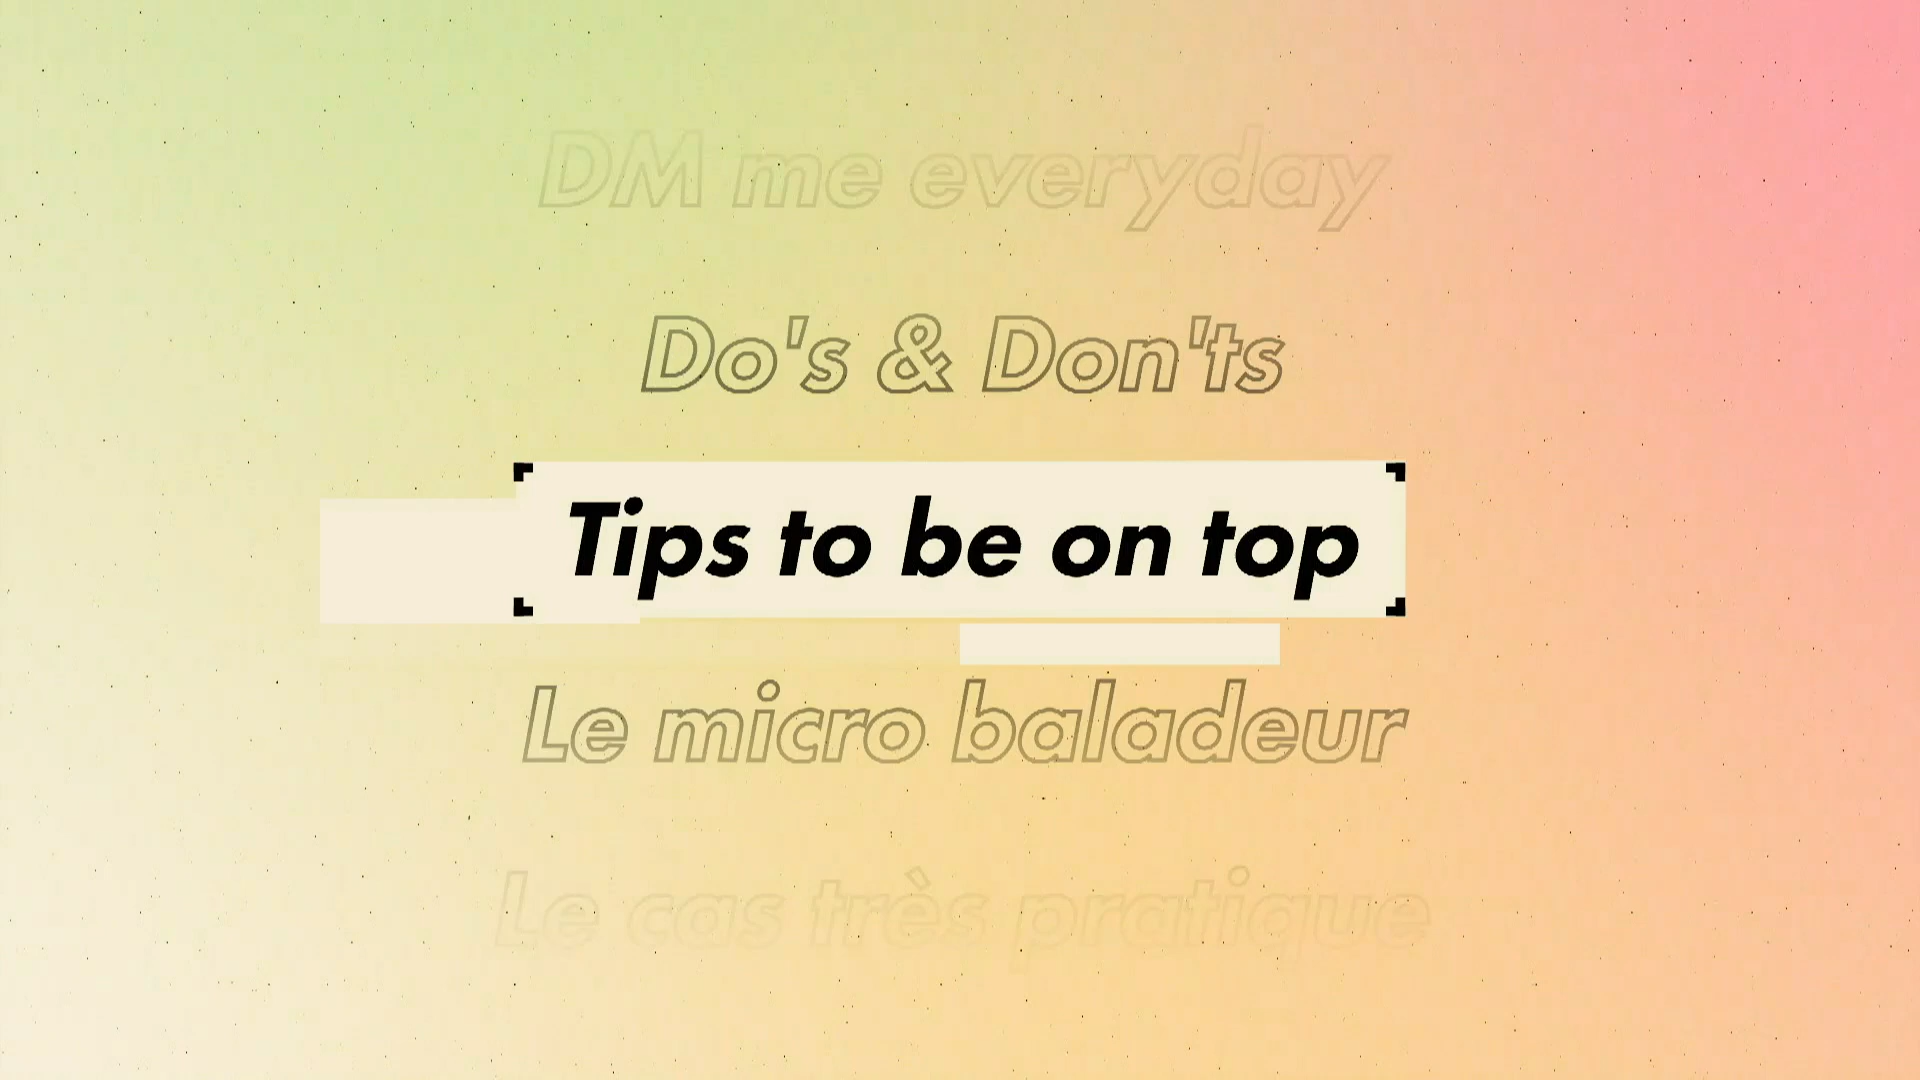 DM me everyday
Do's & Don'ts
Tips to be on top
Le micro baladeur
Le cas très pratique